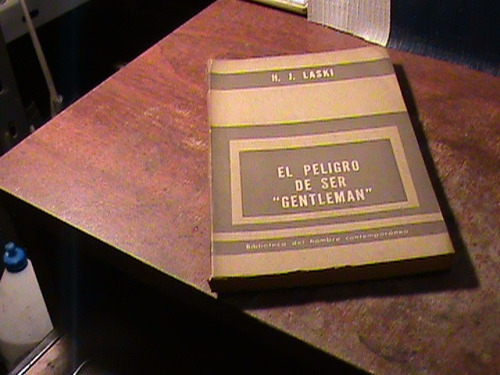 H. J. LASKI
EL PELIGRO
DE SER
"GENTLEMAN"
Biblioteca del hombre contemporáneo